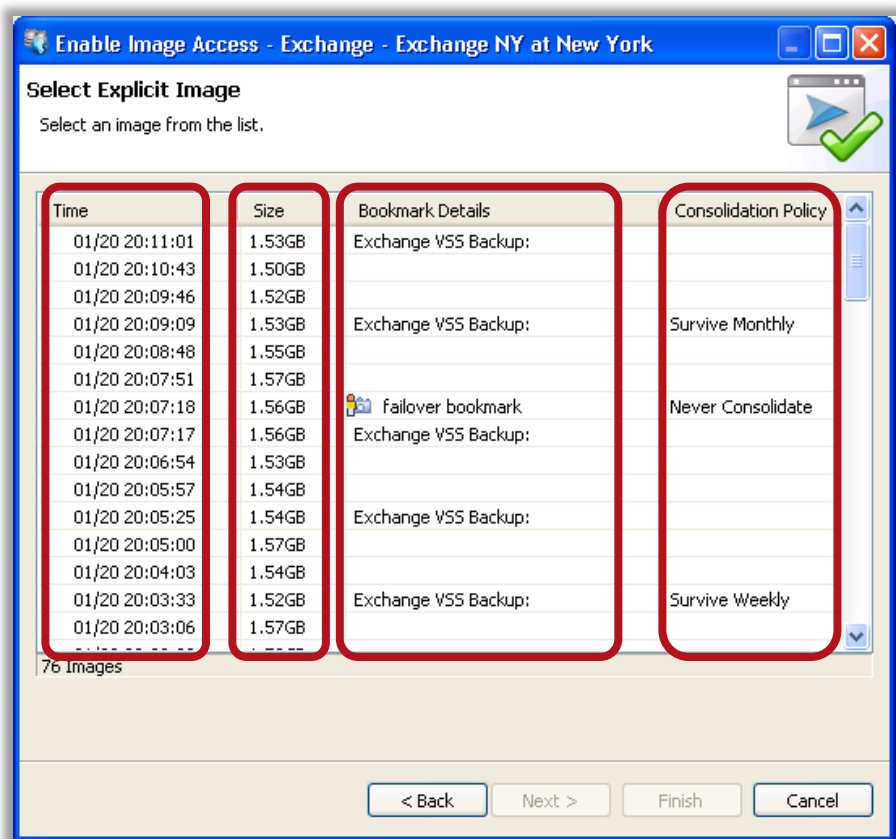 Enable Image Access - Exchange - Exchange NY at New York
Select Explicit Image
Select an image from the list.
Time Size Bookmark Details Consolidation Policy
01/20 20:11:01 1.53GB Exchange VSS Backup:
01/20 20:10:43 1.50GB
01/20 20:09:46 1.52GB
01/20 20:09:09 1.53GB Exchange VSS Backup: Survive Monthly
01/20 20:08:48 1.55GB
01/20 20:07:51 1.57GB
01/20 20:07:18 1.56GB failover bookmark Never Consolidate
01/20 20:07:17 1.56GB Exchange VSS Backup:
01/20 20:06:54 1.53GB
01/20 20:05:57 1.54GB
01/20 20:05:25 1.54GB Exchange VSS Backup:
01/20 20:05:00 1.57GB
01/20 20:04:03 1.54GB
01/20 20:03:33 1.52GB Exchange VSS Backup: Survive Weekly
01/20 20:03:06 1.57GB
76 Images
< Back Next > Finish Cancel